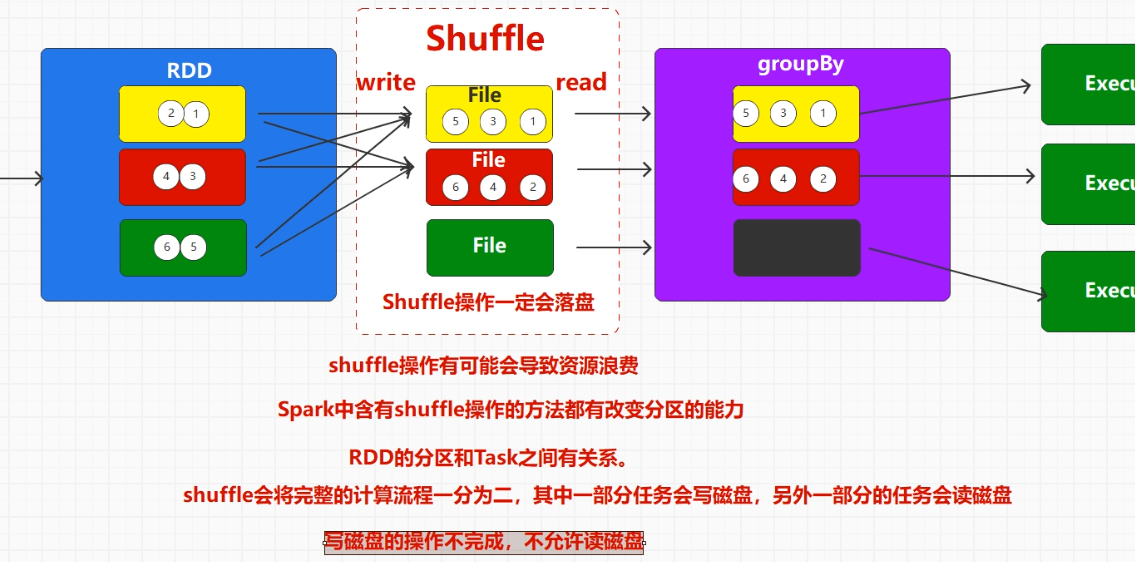 Shuffle
RDD
write
File
read
groupBy
2 1
5 3 1
5 3 1
Execu
4 3
File
6 4 2
6 4 2
Execu
6 5
File
Execu
Shuffle操作一定会落盘
shuffle操作有可能会导致资源浪费
Spark中含有shuffle操作的方法都有改变分区的能力
RDD的分区和Task之间有关系。
shuffle会将完整的计算流程一分为二，其中一部分任务会写磁盘，另外一部分的任务会读磁盘
写磁盘的操作不完成，不允许读磁盘